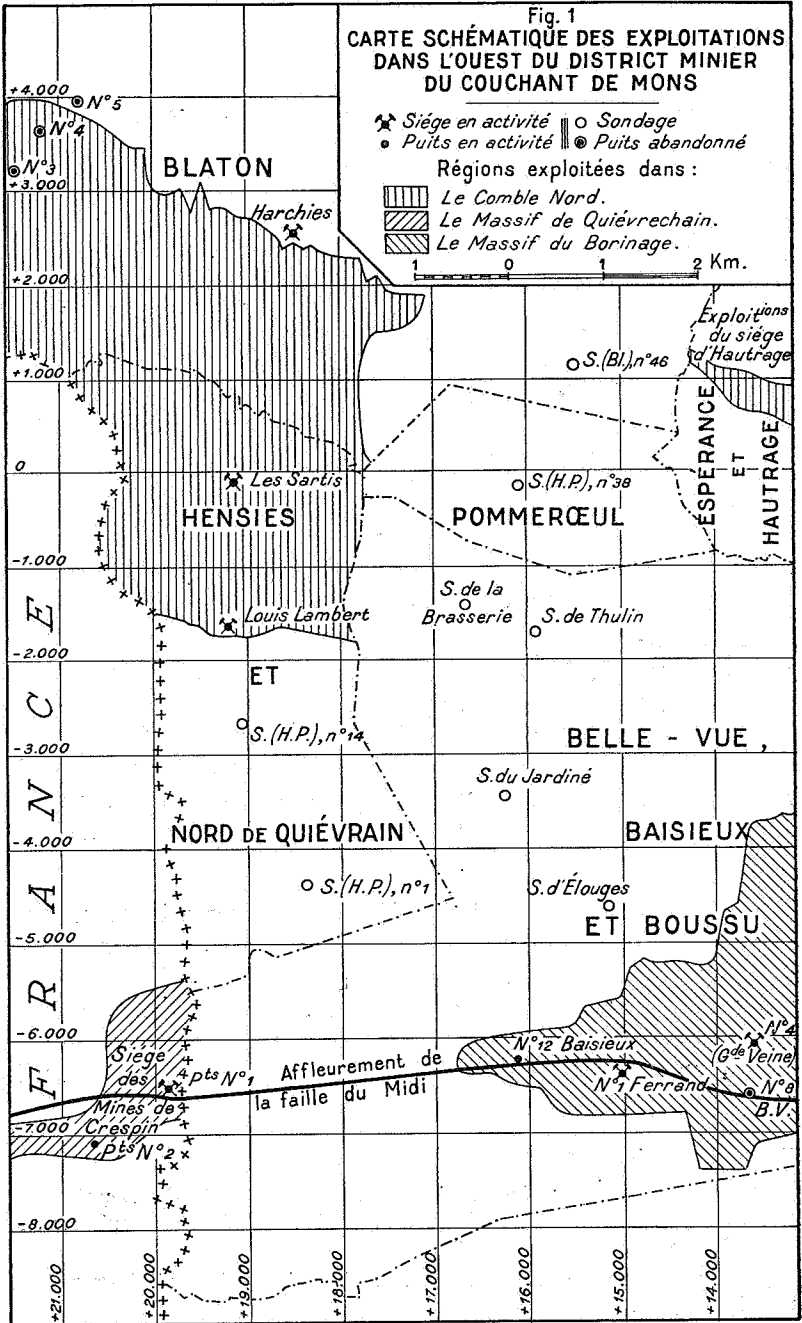 Fig. 1
CARTE SCHÉMATIQUE DES EXPLOITATIONS
DANS L'OUEST DU DISTRICT MINIER
DU COUCHANT DE MONS
Siége en activité
Sondage
Puits en activité
Puits abandonné
Régions exploitées dans :
Le Comble Nord.
Le Massif de Quiévrechain.
Le Massif du Borinage.
1 0 1 2 Km.
+4.000
N°5
N°4
N°3
+3.000
BLATON
Harchies
+2.000
Exploitions
du siége
d'Hautrage
S.(Bl.), n°46
+1.000
ESPÉRANCE
ET
HAUTRAGE
0
Les Sartis
S.(H.P.), n°38
HENSIES
POMMERŒUL
-1.000
S. de la
Brasserie
S. de Thulin
Louis Lambert
-2.000
ET
S.(H.P.), n°14
BELLE - VUE,
-3.000
S. du Jardiné
NORD DE QUIÉVRAIN
BAISIEUX
-4.000
S.(H.P.), n°1
S. d'Élouges
ET BOUSSU
-5.000
FRANCE
-6.000
Siége
des
Mines de
Crespin
Pts N°1
Pts N°2
Affleurement de
la faille du Midi
N°12 Baisieux
N°1 Ferrand
N°4
(Gde Veine)
N°8
B.V.
-7.000
-8.000
+21.000
+20.000
+19.000
+18.000
+17.000
+16.000
+15.000
+14.000